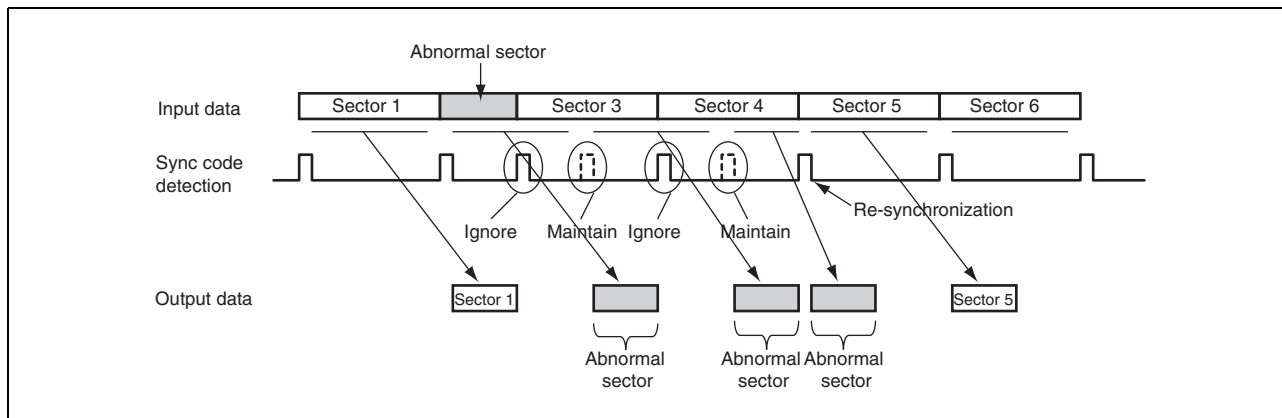 Abnormal sector
Input data
Sector 1
Sector 3
Sector 4
Sector 5
Sector 6
Sync code
detection
Re-synchronization
Ignore
Maintain
Ignore
Maintain
Output data
Sector 1
Sector 5
Abnormal
sector
Abnormal
sector
Abnormal
sector